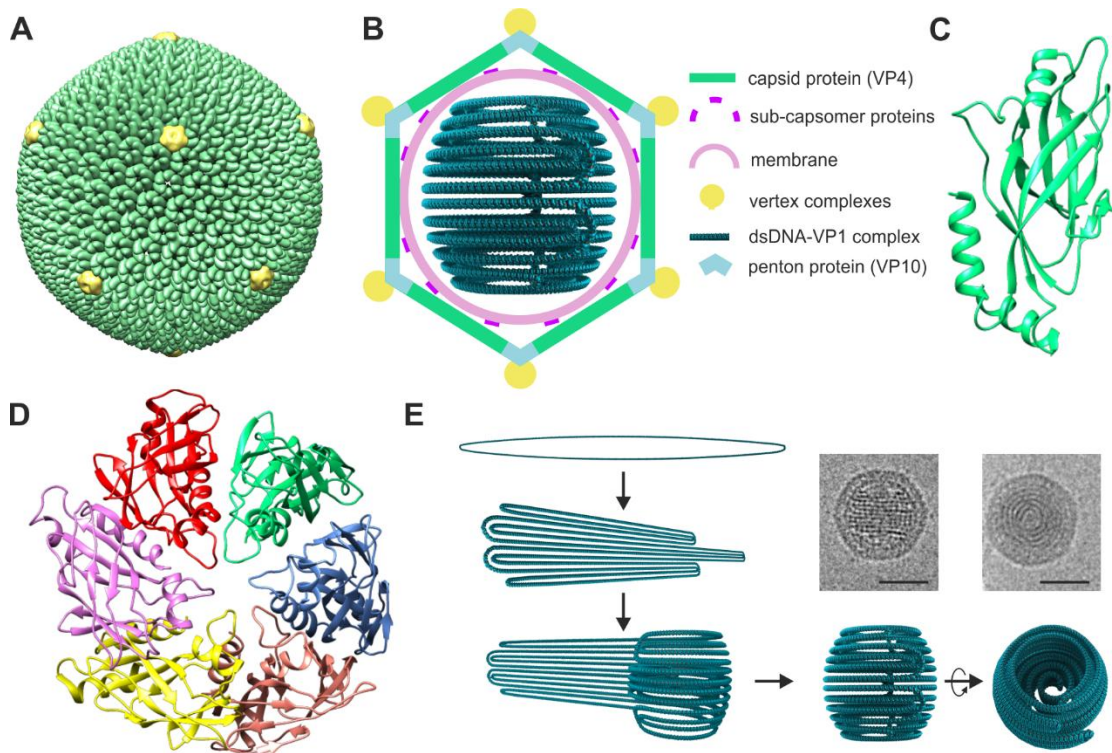 A
B
C
capsid protein (VP4)
sub-capsomer proteins
membrane
vertex complexes
dsDNA-VP1 complex
penton protein (VP10)
D
E